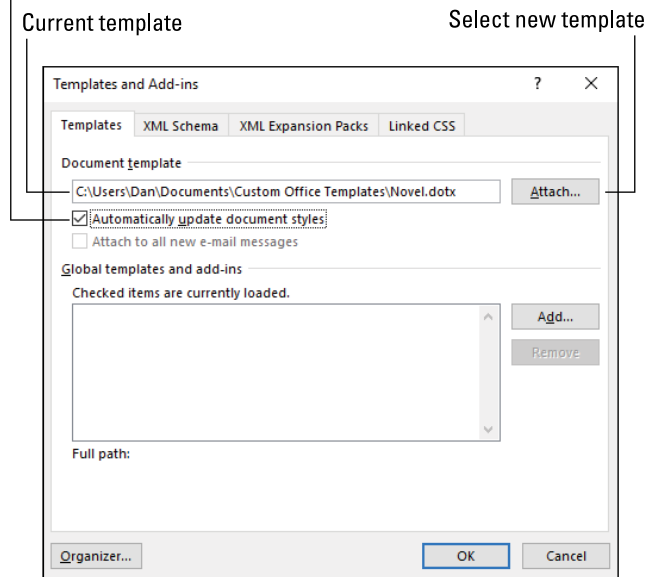 Current template
Select new template
Templates and Add-ins ? X
Templates XML Schema XML Expansion Packs Linked CSS
Document template
C:\Users\Dan\Documents\Custom Office Templates\Novel.dotx Attach...
Automatically update document styles
Attach to all new e-mail messages
Global templates and add-ins
Checked items are currently loaded.
Add...
Remove
Full path:
Organizer... OK Cancel